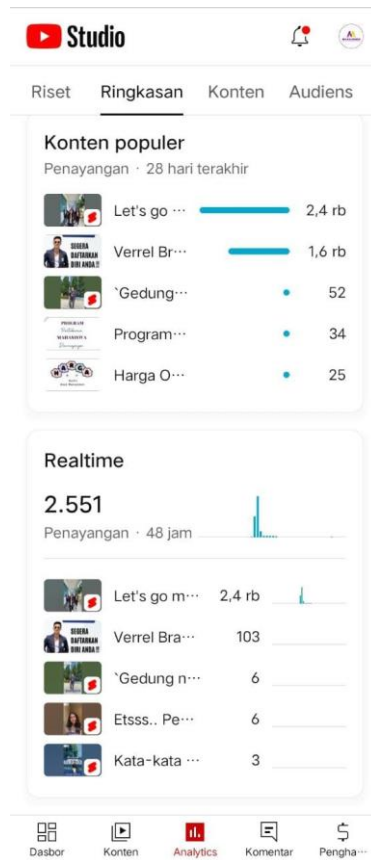 Studio
Riset Ringkasan Konten Audiens
Konten populer
Penayangan · 28 hari terakhir
Let's go ··· 2,4 rb
SEGERA
DAFTARKAN
DIRI ANDA!!
Verrel Br··· 1,6 rb
`Gedung··· 52
PROGRAM
MAHASISWA
Program··· 34
HARGA
Harga O··· 25
Realtime
2.551
Penayangan · 48 jam
Let's go m··· 2,4 rb
SEGERA
DAFTARKAN
DIRI ANDA!!
Verrel Bra··· 103
`Gedung n··· 6
Etsss.. Pe··· 6
Kata-kata ··· 3
Dasbor Konten Analytics Komentar Pengha···